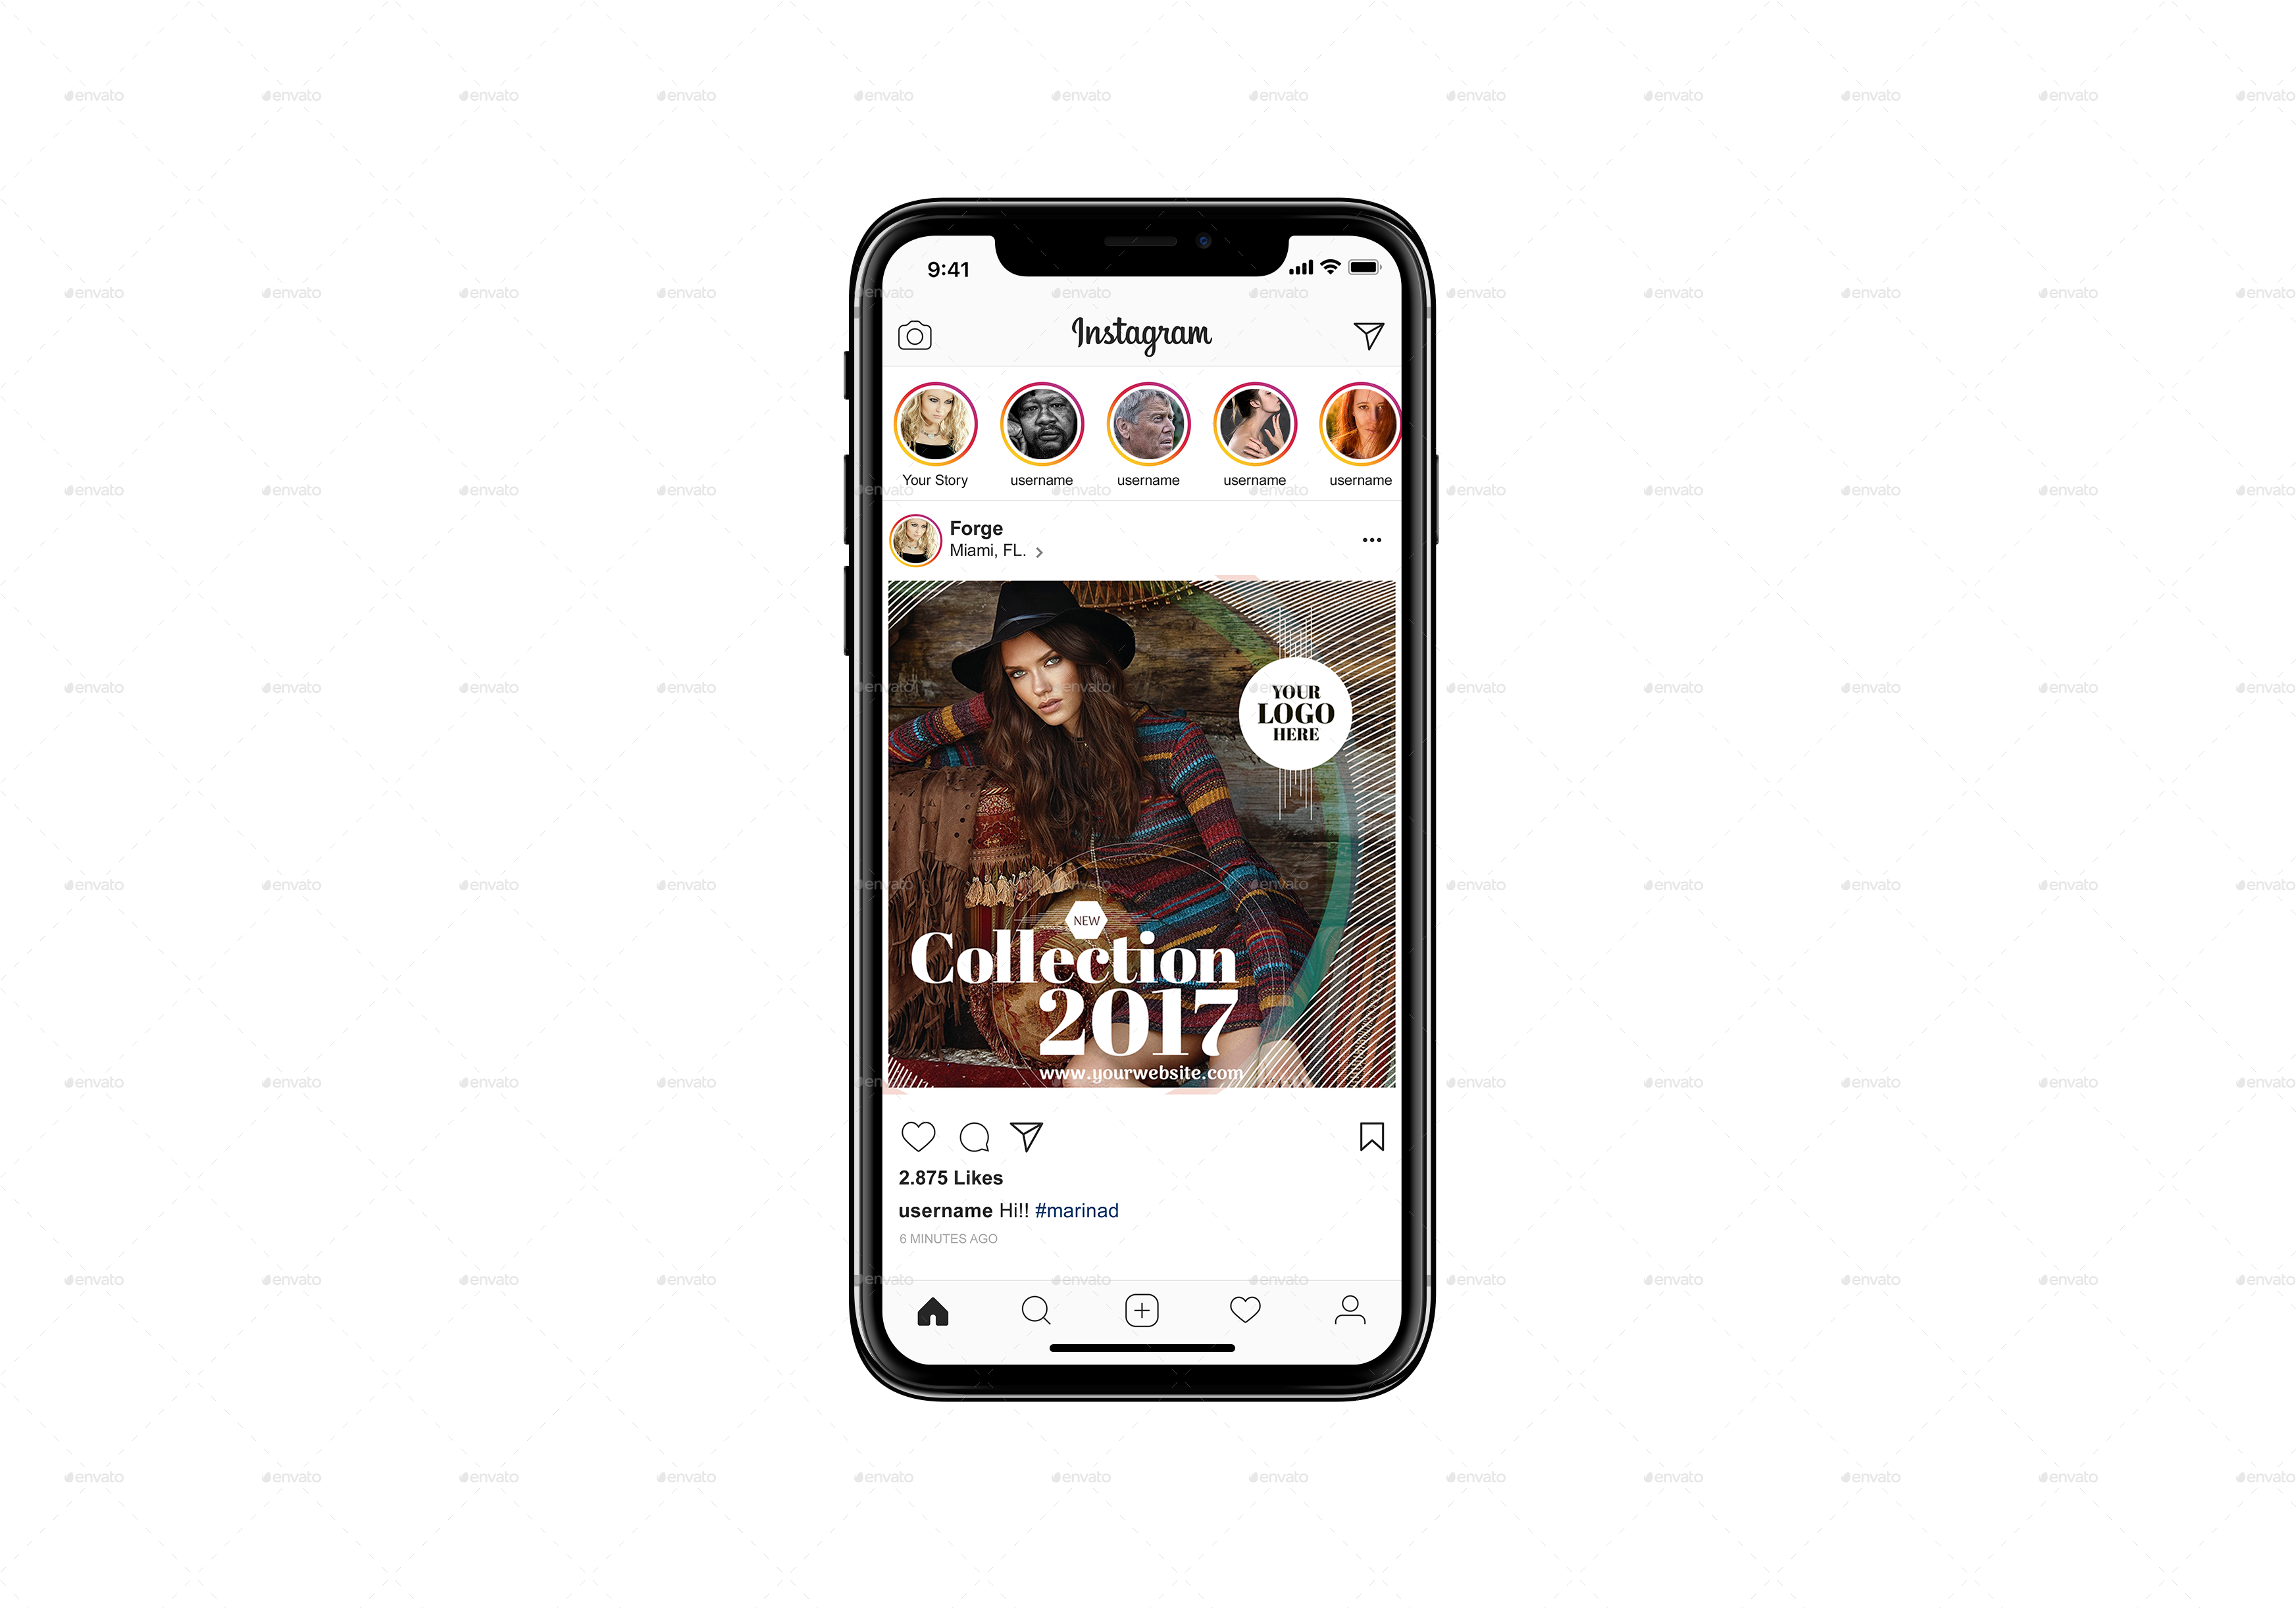 9:41
Instagram
Your Story
username
username
username
username
Forge
Miami, FL.
YOUR
LOGO
HERE
NEW
Collection
2017
www.yourwebsite.com
2.875 Likes
username Hi!! #marinad
6 MINUTES AGO
envato